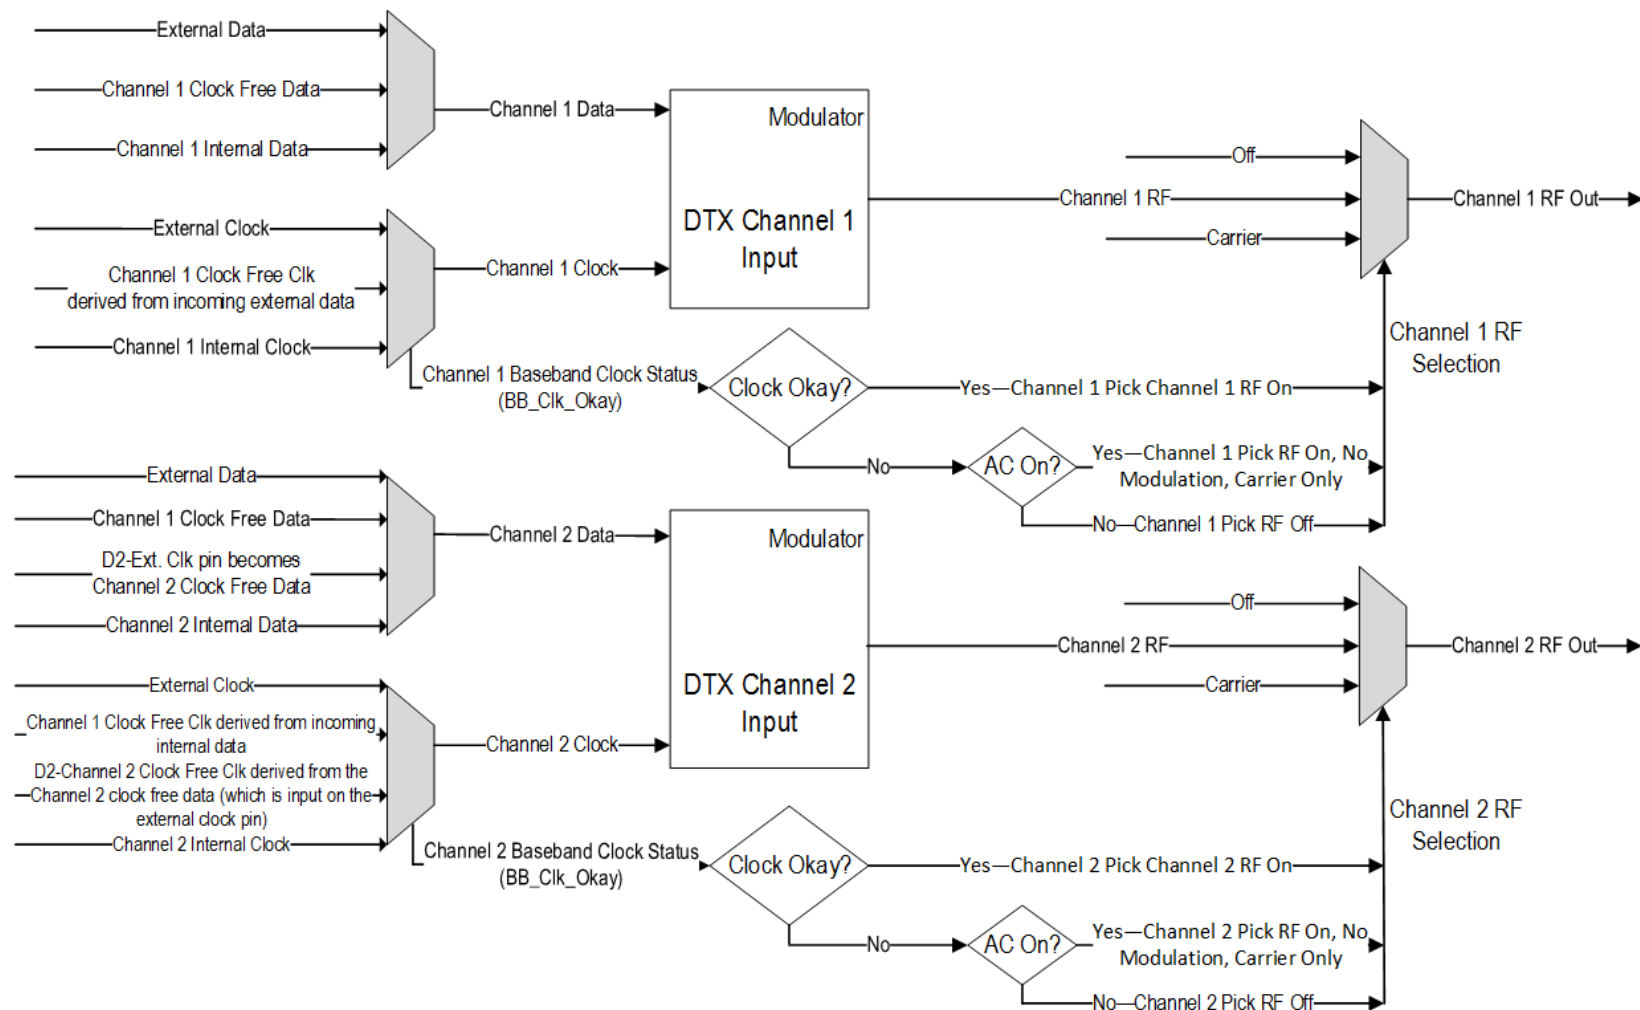 External Data
Channel 1 Clock Free Data
Channel 1 Internal Data
Channel 1 Data
Modulator
DTX Channel 1
Input
Off
Channel 1 RF
Carrier
Channel 1 RF Out
External Clock
Channel 1 Clock Free Clk
derived from incoming external data
Channel 1 Internal Clock
Channel 1 Clock
Channel 1 Baseband Clock Status
(BB_Clk_Okay)
Clock Okay?
Yes—Channel 1 Pick Channel 1 RF On
Channel 1 RF
Selection
No
AC On?
Yes—Channel 1 Pick RF On, No
Modulation, Carrier Only
No—Channel 1 Pick RF Off
External Data
Channel 1 Clock Free Data
D2-Ext. Clk pin becomes
Channel 2 Clock Free Data
Channel 2 Internal Data
Channel 2 Data
Modulator
DTX Channel 2
Input
Off
Channel 2 RF
Carrier
Channel 2 RF Out
External Clock
Channel 1 Clock Free Clk derived from incoming
internal data
D2-Channel 2 Clock Free Clk derived from the
Channel 2 clock free data (which is input on the
external clock pin)
Channel 2 Internal Clock
Channel 2 Clock
Channel 2 Baseband Clock Status
(BB_Clk_Okay)
Clock Okay?
Yes—Channel 2 Pick Channel 2 RF On
Channel 2 RF
Selection
No
AC On?
Yes—Channel 2 Pick RF On, No
Modulation, Carrier Only
No—Channel 2 Pick RF Off